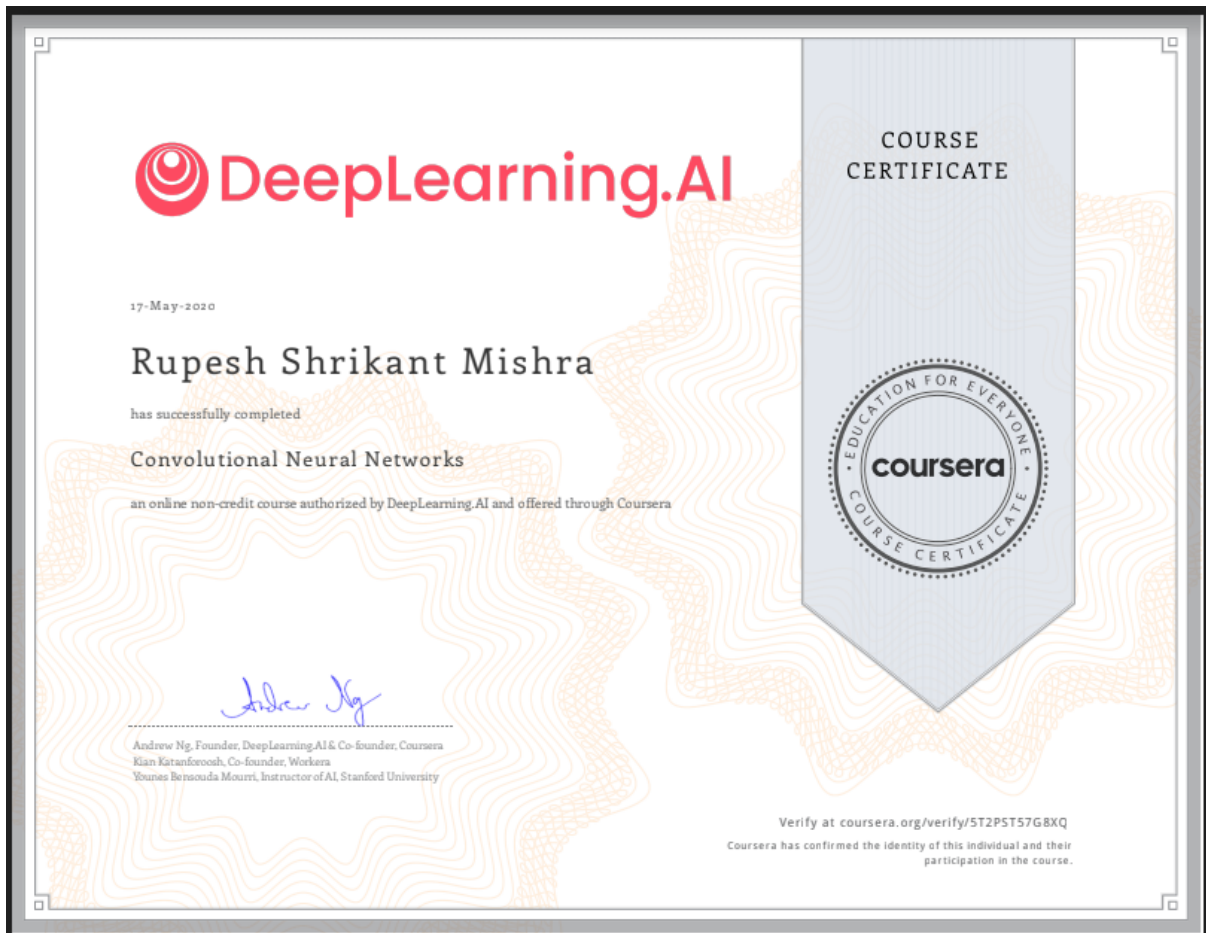 DeepLearning.AI
COURSE
CERTIFICATE
17-May-2020
Rupesh Shrikant Mishra
has successfully completed
Convolutional Neural Networks
an online non-credit course authorized by DeepLearning.AI and offered through Coursera
EDUCATION FOR EVERYONE
coursera
COURSE CERTIFICATE
Andrew Ng
Andrew Ng, Founder, DeepLearning.AI & Co-founder, Coursera
Kian Katanforoosh, Co-founder, Workera
Younes Bensouda Mourri, Instructor of AI, Stanford University
Verify at coursera.org/verify/5T2PST57G8XQ
Coursera has confirmed the identity of this individual and their
participation in the course.